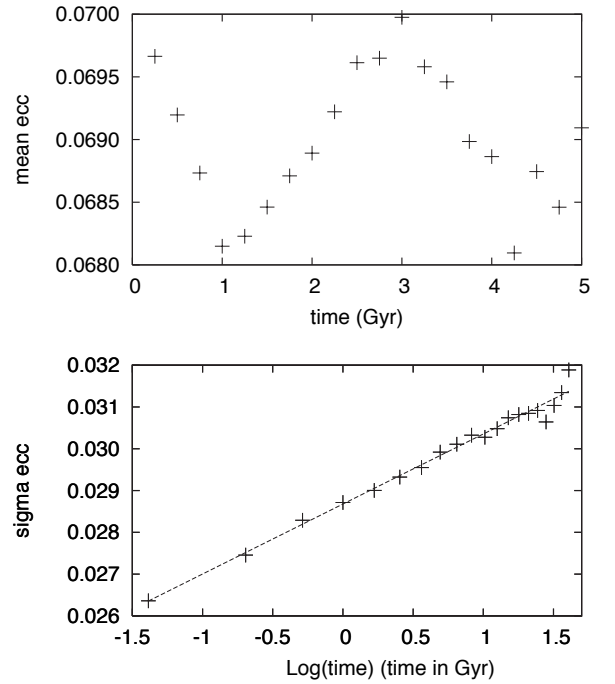 0.0700
0.0695
0.0690
0.0685
0.0680
mean ecc
0 1 2 3 4 5
time (Gyr)
0.032
0.031
0.030
0.029
0.028
0.027
0.026
sigma ecc
-1.5 -1 -0.5 0 0.5 1 1.5
Log(time) (time in Gyr)